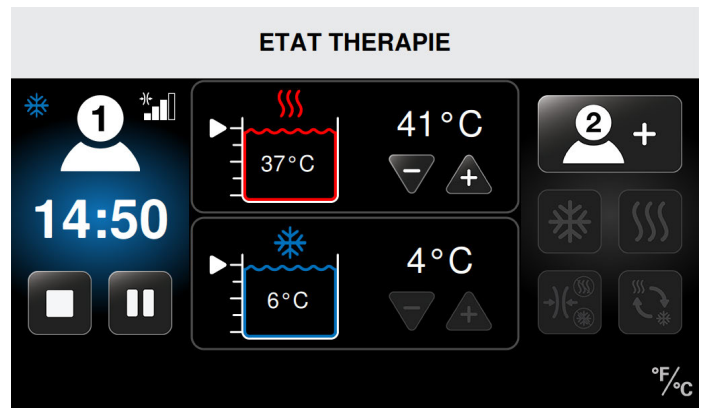 ETAT THERAPIE
1
14:50
37°C
41°C
- +
6°C
4°C
- +
2 +
°F/°C